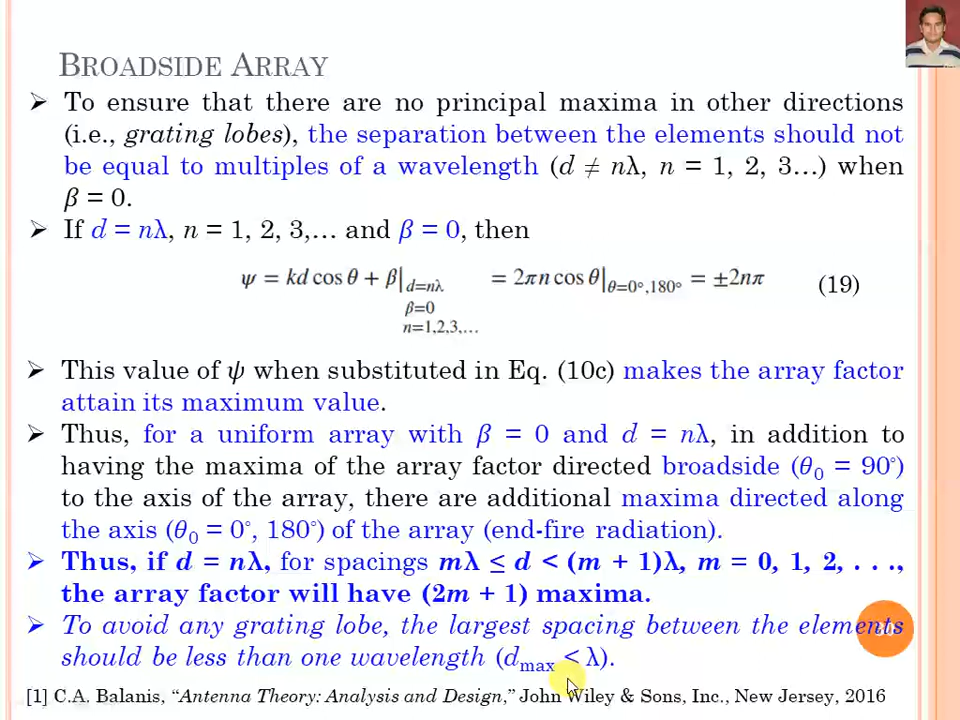 BROADSIDE ARRAY
➤ To ensure that there are no principal maxima in other directions
(i.e., grating lobes), the separation between the elements should not
be equal to multiples of a wavelength (d ≠ nλ, n = 1, 2, 3…) when
β = 0.
➤ If d = nλ, n = 1, 2, 3,… and β = 0, then
ψ = kd cos θ + β|d=nλ β=0 n=1,2,3,… = 2πn cos θ|θ=0°,180° = ±2nπ (19)
➤ This value of ψ when substituted in Eq. (10c) makes the array factor
attain its maximum value.
➤ Thus, for a uniform array with β = 0 and d = nλ, in addition to
having the maxima of the array factor directed broadside (θ0 = 90°)
to the axis of the array, there are additional maxima directed along
the axis (θ0 = 0°, 180°) of the array (end-fire radiation).
➤ Thus, if d = nλ, for spacings mλ ≤ d < (m + 1)λ, m = 0, 1, 2, . . .,
the array factor will have (2m + 1) maxima.
➤ To avoid any grating lobe, the largest spacing between the elements
should be less than one wavelength (dmax < λ).
[1] C.A. Balanis, “Antenna Theory: Analysis and Design,” John Wiley & Sons, Inc., New Jersey, 2016